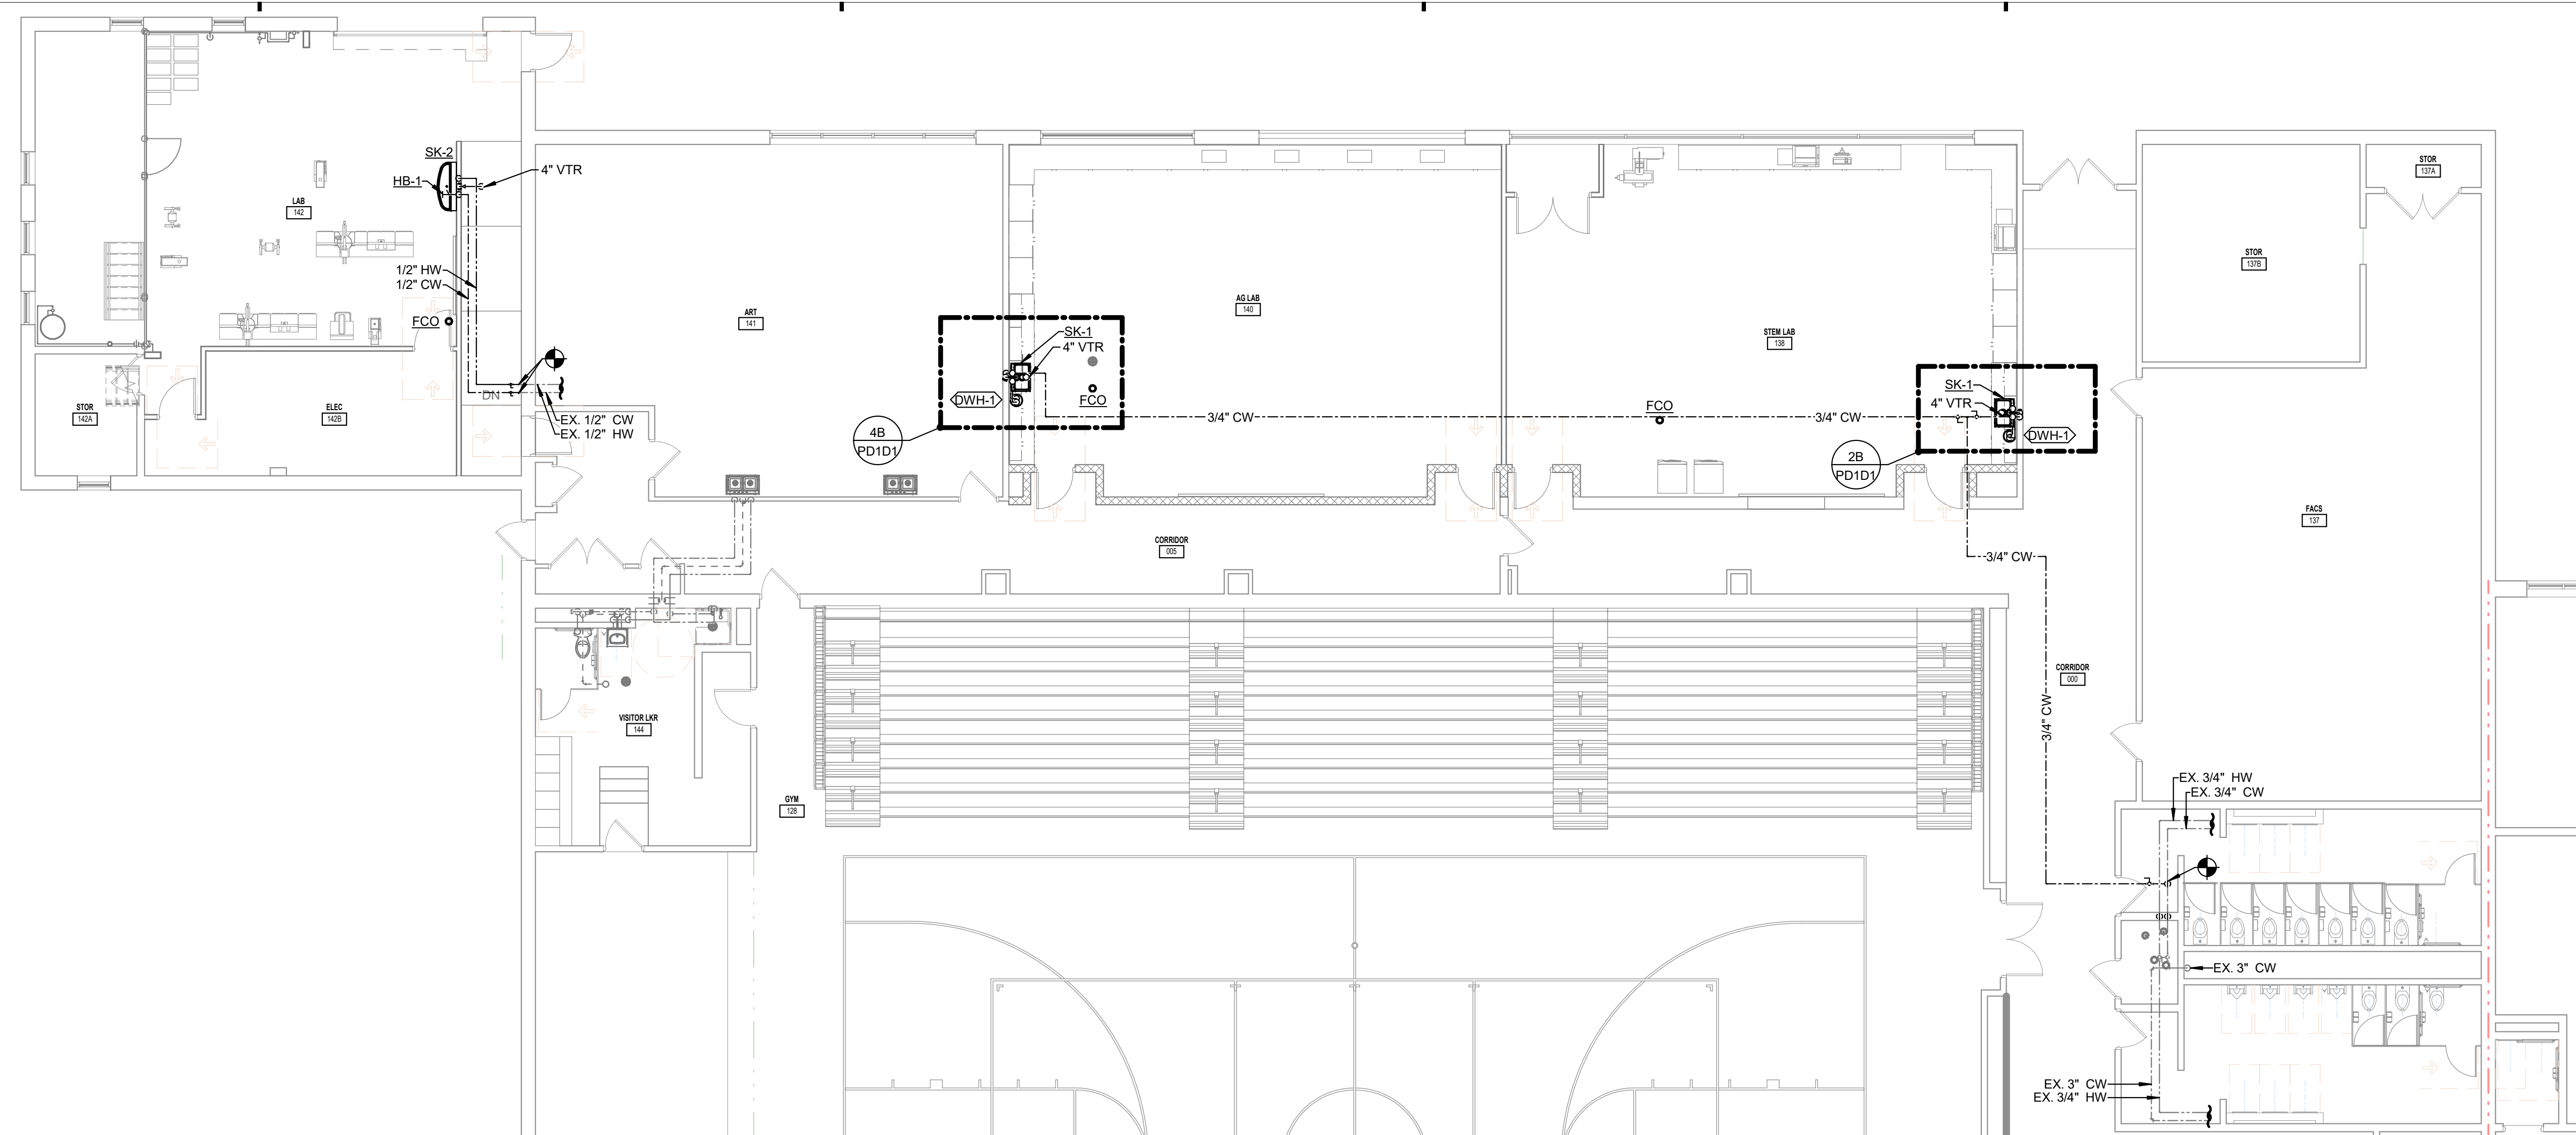 SK-2
4" VTR
HB-1
LAB
142
1/2" HW
1/2" CW
FCO
DN
EX. 1/2" CW
EX. 1/2" HW
STOR
142A
ELEC
142B
ART
141
AG LAB
140
SK-1
4" VTR
DWH-1
FCO
4B
PD1D1
3/4" CW
STEM LAB
138
FCO
3/4" CW
SK-1
4" VTR
DWH-1
2B
PD1D1
STOR
137A
STOR
137B
FACS
137
CORRIDOR
005
3/4" CW
CORRIDOR
000
3/4" CW
VISITOR LKR
144
GYM
128
EX. 3/4" HW
EX. 3/4" CW
EX. 3" CW
EX. 3" CW
EX. 3/4" HW